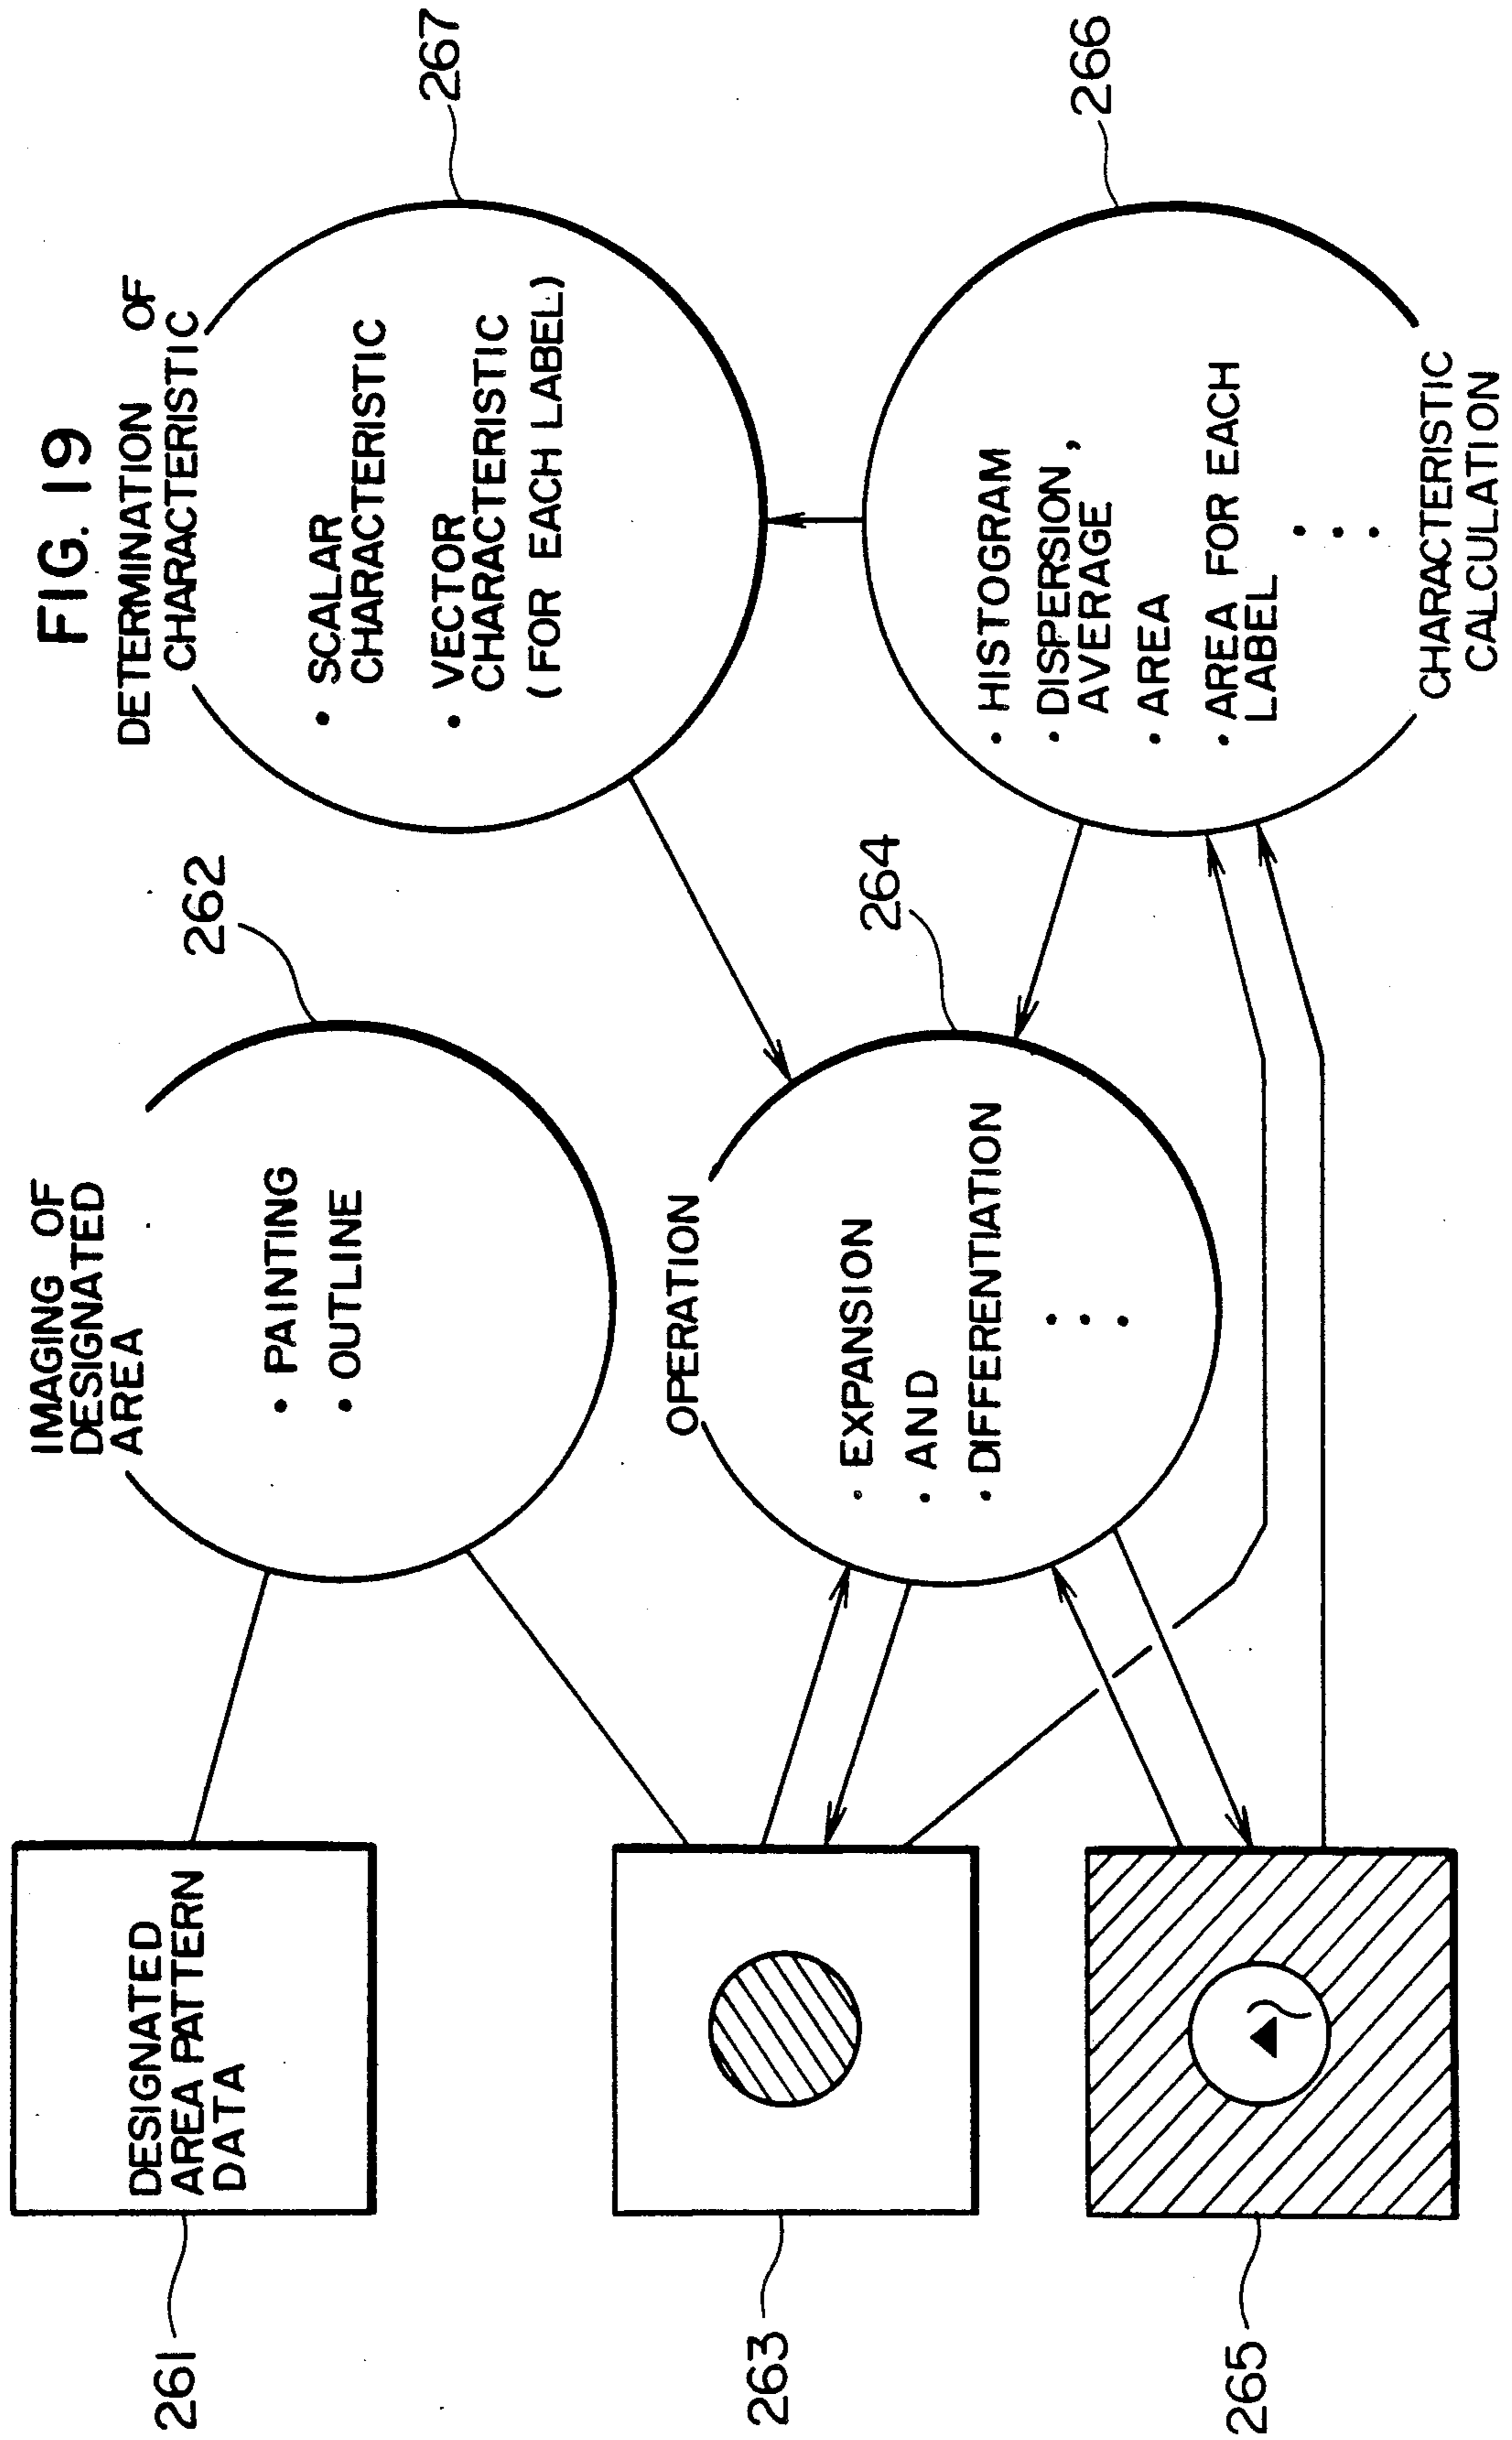 FIG. 19
261
DESIGNATED
AREA PATTERN
DATA
IMAGING OF
DESIGNATED
AREA
262
• PAINTING
• OUTLINE
DETERMINATION OF
CHARACTERISTIC
267
• SCALAR
CHARACTERISTIC
• VECTOR
CHARACTERISTIC
(FOR EACH LABEL)
263
OPERATION
264
• EXPANSION
• AND
• DIFFERENTIATION
265
266
• HISTOGRAM
• DISPERSION,
AVERAGE
• AREA
• AREA FOR EACH
LABEL
CHARACTERISTIC
CALCULATION